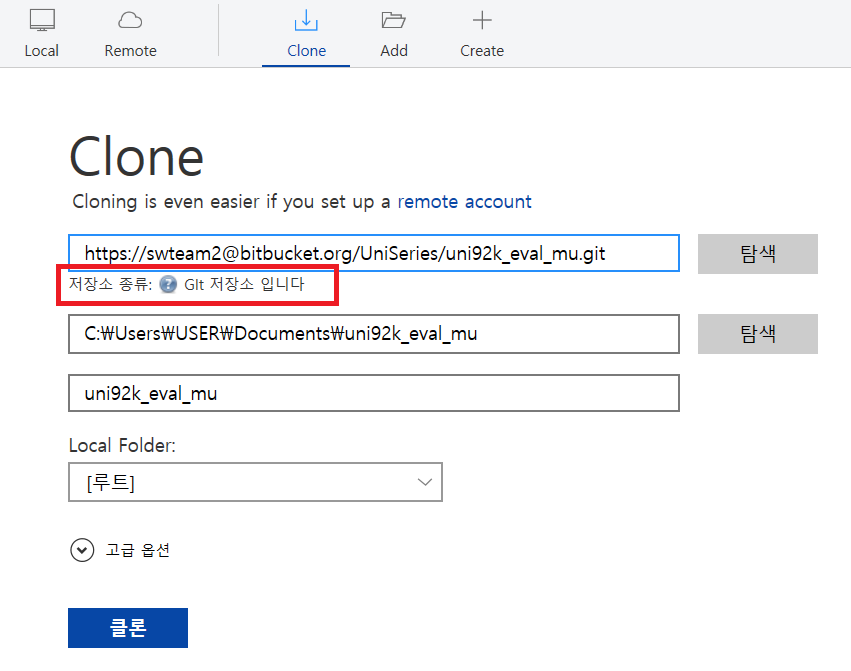 Local Remote Clone Add Create
Clone
Cloning is even easier if you set up a remote account
https://swteam2@bitbucket.org/UniSeries/uni92k_eval_mu.git 탐색
저장소 종류: ? GIt 저장소 입니다
C:₩Users₩USER₩Documents₩uni92k_eval_mu 탐색
uni92k_eval_mu
Local Folder:
[루트]
고급 옵션
클론